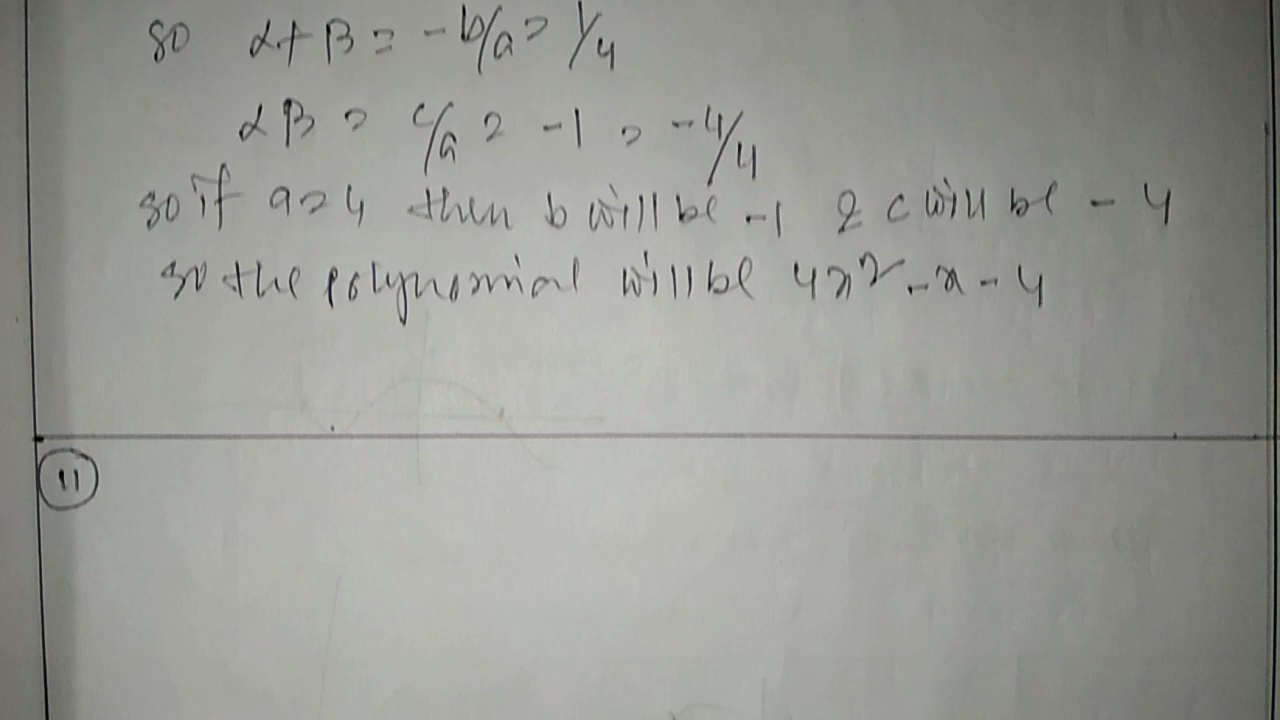 so α+β = -b/a = 1/4
αβ = c/a = -1 = -4/4
so if a=4 then b will be -1 & c will be -4
so the polynomial will be 4x²-x-4
11